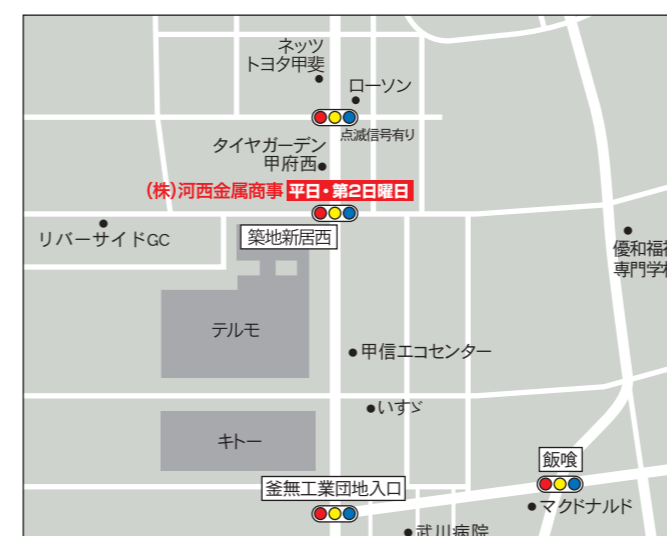 ネッツ
トヨタ甲斐
ローソン
点滅信号有り
タイヤガーデン
甲府西
(株)河西金属商事 平日・第2日曜日
リバーサイドGC
築地新居西
優和福祉
専門学校
テルモ
甲信エコセンター
いすゞ
キトー
飯喰
釜無工業団地入口
マクドナルド
武川病院